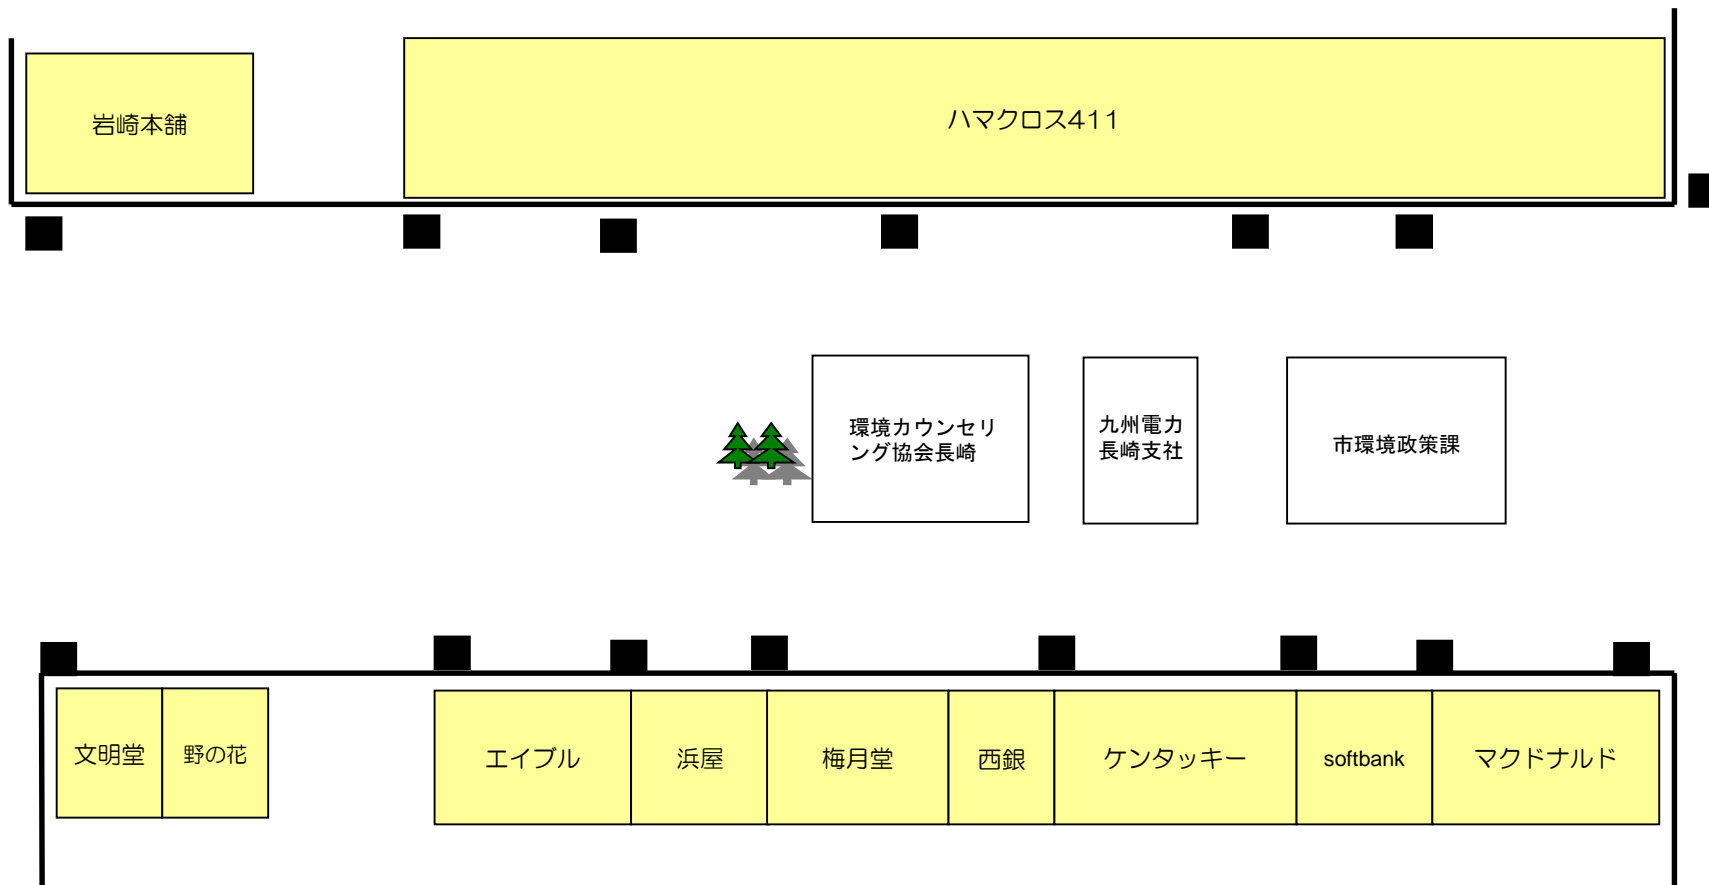 岩崎本舗
ハマクロス411
環境カウンセリ
ング協会長崎
九州電力
長崎支社
市環境政策課
文明堂
野の花
エイブル
浜屋
梅月堂
西銀
ケンタッキー
softbank
マクドナルド